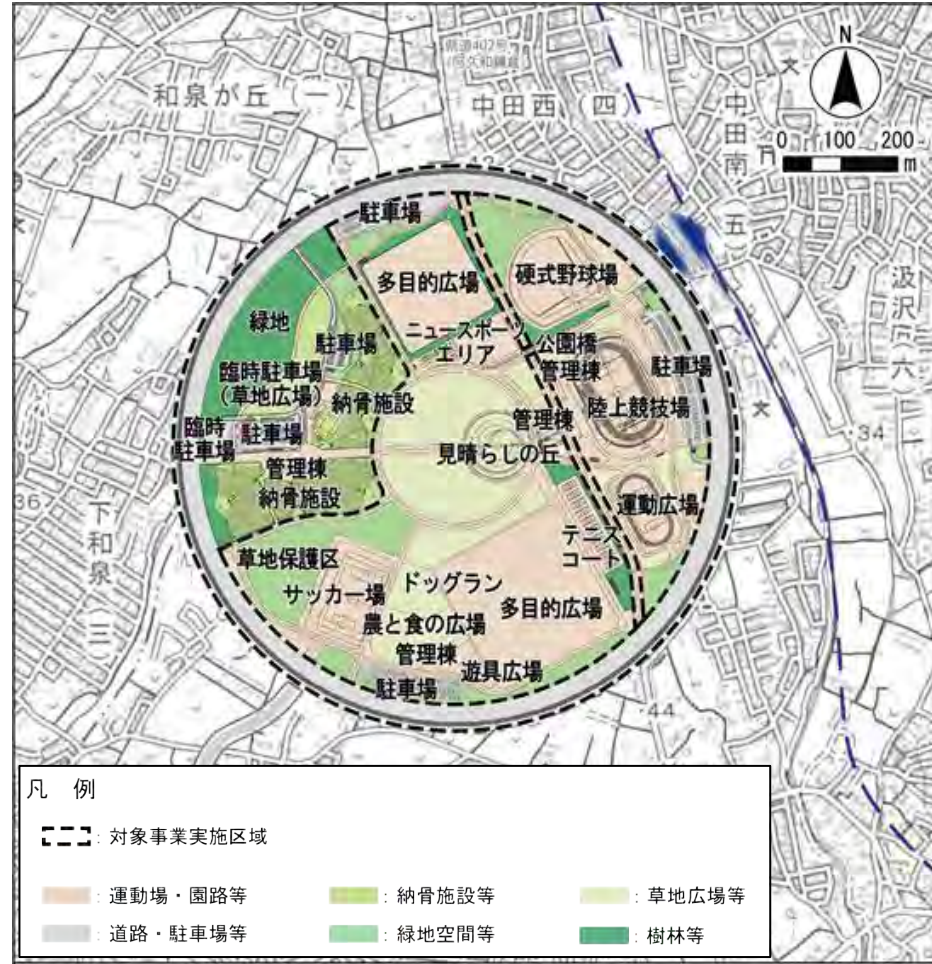 県道402号
(阿久和鎌倉)
和泉が丘(一)
中田西(四)
中田南(五)
汲沢六
下和泉(三)
N
0 100 200
m
駐車場
多目的広場
硬式野球場
緑地
ニュースポーツ
エリア
駐車場
公園橋
管理棟
駐車場
臨時駐車場
(草地広場)
納骨施設
陸上競技場
臨時
駐車場
駐車場
管理棟
見晴らしの丘
34
管理棟
納骨施設
36
運動広場
テニス
コート
草地保護区
サッカー場
ドッグラン
多目的広場
農と食の広場
管理棟
遊具広場
駐車場
44
凡 例
: 対象事業実施区域
: 運動場・園路等
: 納骨施設等
: 草地広場等
: 道路・駐車場等
: 緑地空間等
: 樹林等